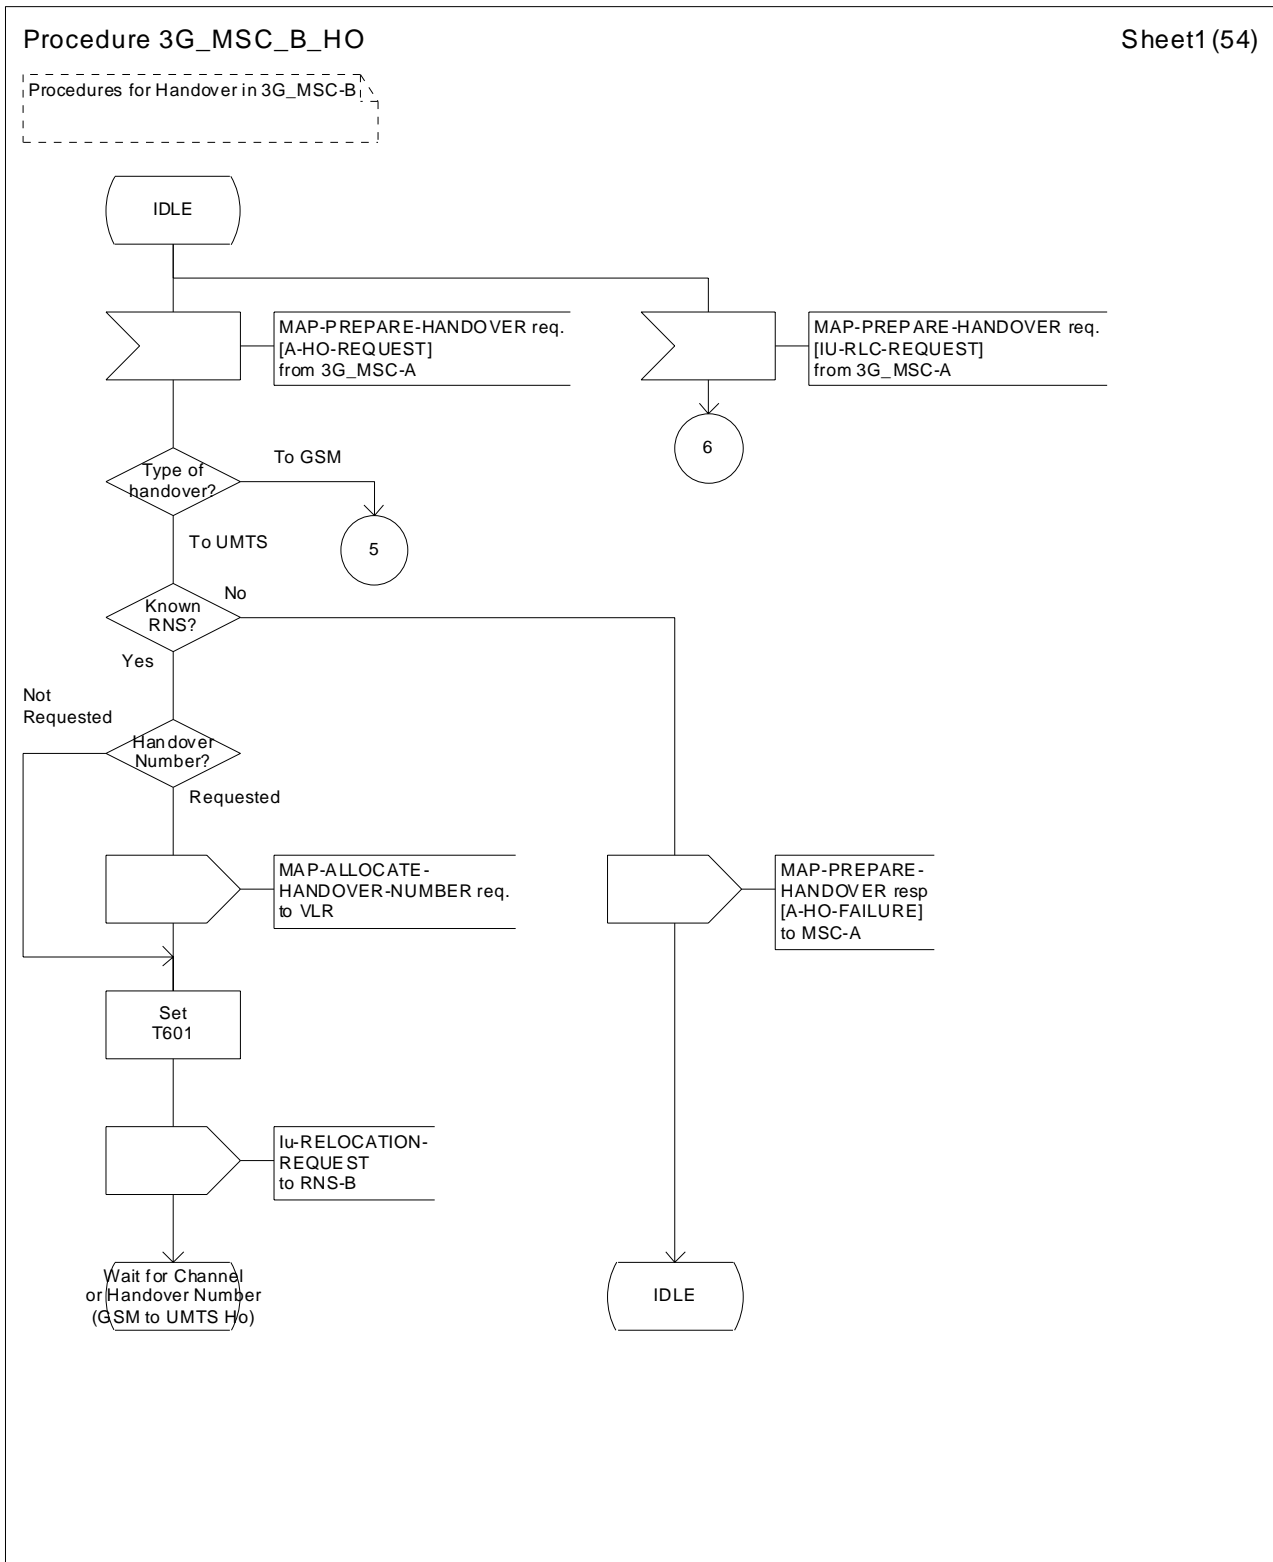 Procedure 3G_MSC_B_HO
Sheet1(54)
Procedures for Handover in 3G_MSC-B
IDLE
MAP-PREPARE-HANDOVER req.
[A-HO-REQUEST]
from 3G_MSC-A
MAP-PREPARE-HANDOVER req.
[IU-RLC-REQUEST]
from 3G_MSC-A
6
Type of
handover?
To GSM
5
To UMTS
Known
RNS?
No
Yes
Not
Requested
Handover
Number?
Requested
MAP-ALLOCATE-
HANDOVER-NUMBER req.
to VLR
MAP-PREPARE-
HANDOVER resp
[A-HO-FAILURE]
to MSC-A
Set
T601
Iu-RELOCATION-
REQUEST
to RNS-B
Wait for Channel
or Handover Number
(GSM to UMTS Ho)
IDLE